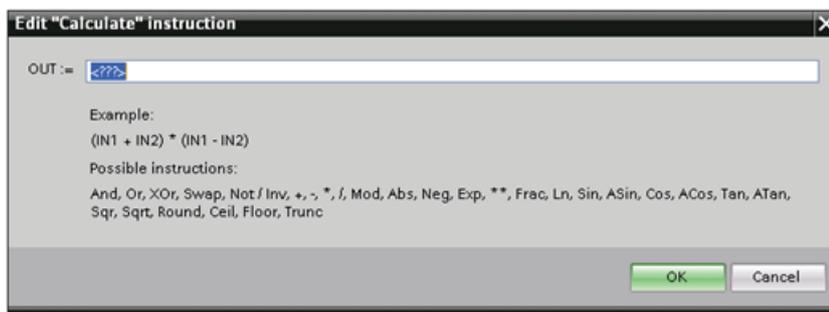 Edit "Calculate" instruction
OUT := <???>
Example:
(IN1 + IN2) * (IN1 - IN2)
Possible instructions:
And, Or, XOr, Swap, Not / Inv, +, -, *, /, Mod, Abs, Neg, Exp, **, Frac, Ln, Sin, ASin, Cos, ACos, Tan, ATan,
Sqr, Sqrt, Round, Ceil, Floor, Trunc
OK Cancel